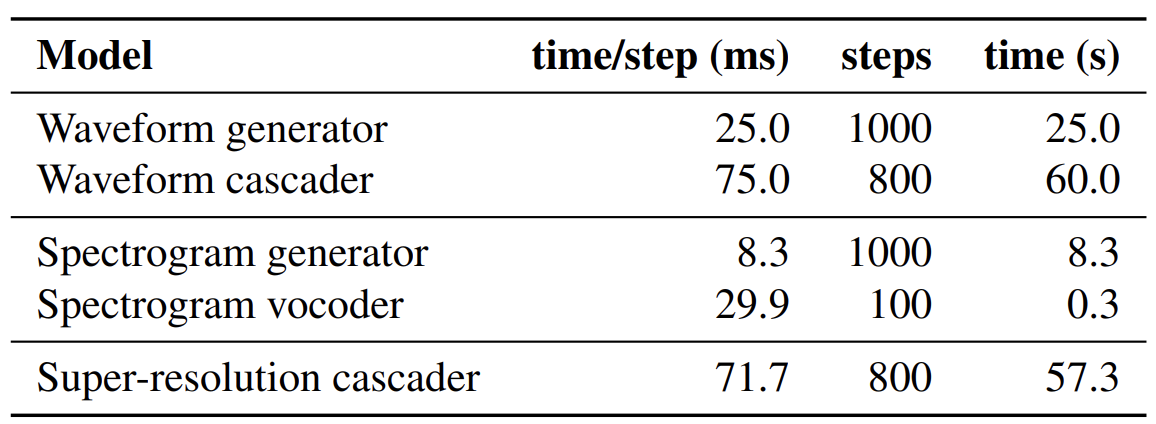 Model time/step (ms) steps time (s)
Waveform generator 25.0 1000 25.0
Waveform cascader 75.0 800 60.0
Spectrogram generator 8.3 1000 8.3
Spectrogram vocoder 29.9 100 0.3
Super-resolution cascader 71.7 800 57.3